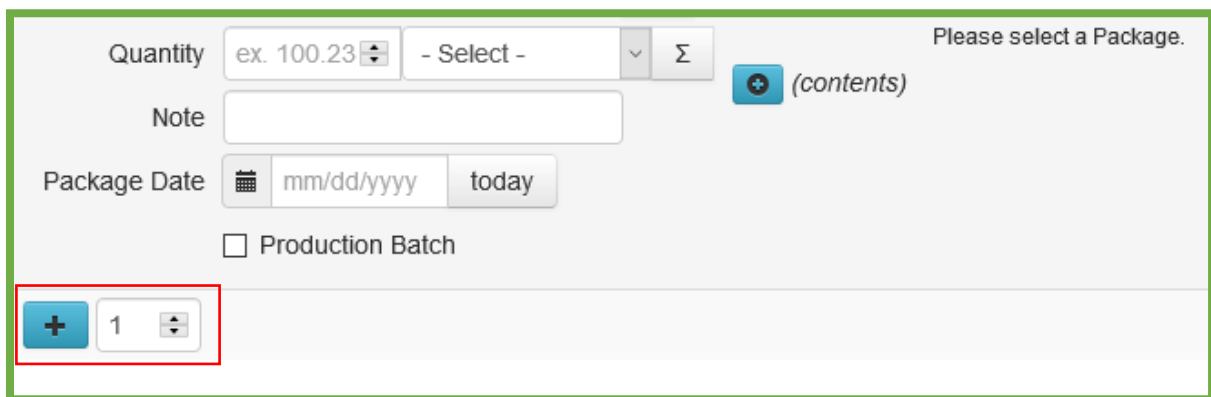 Quantity ex. 100.23 - Select - Σ
Please select a Package.
(contents)
Note
Package Date mm/dd/yyyy today
Production Batch
1